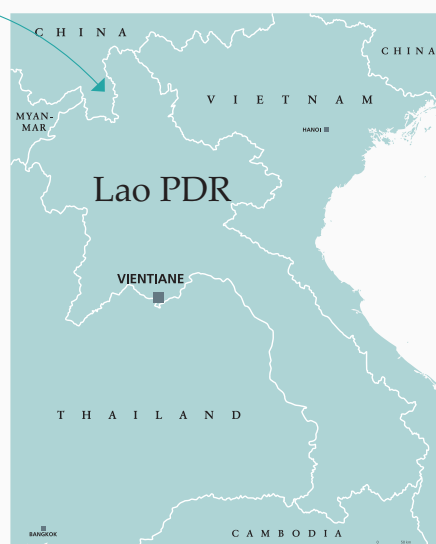 CHINA
CHINA
VIETNAM
MYAN-
MAR
HANOI
Lao PDR
VIENTIANE
THAILAND
BANGKOK
CAMBODIA